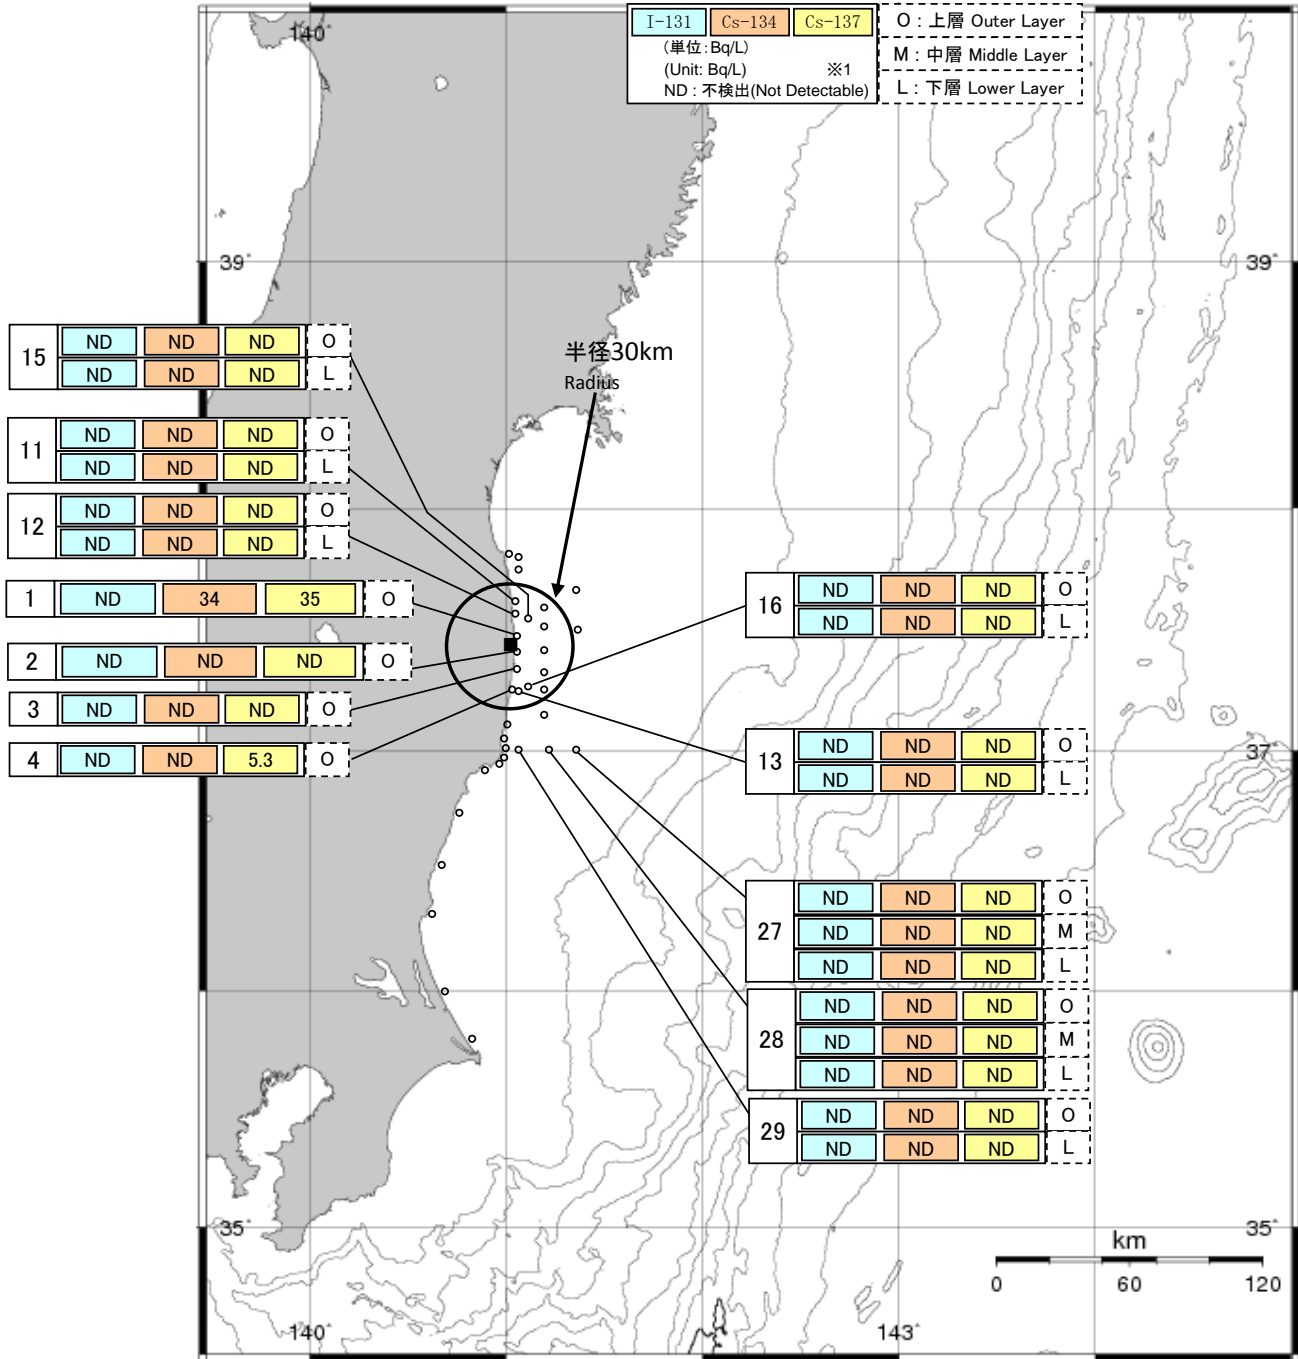 I-131 Cs-134 Cs-137
(単位:Bq/L)
(Unit: Bq/L) ※1
ND : 不検出(Not Detectable)
O : 上層 Outer Layer
M : 中層 Middle Layer
L : 下層 Lower Layer
140°
39° 39°
半径30km
Radius
15
ND ND ND O
ND ND ND L
11
ND ND ND O
ND ND ND L
12
ND ND ND O
ND ND ND L
1 ND 34 35 O
2 ND ND ND O
3 ND ND ND O
4 ND ND 5.3 O
16
ND ND ND O
ND ND ND L
37°
13
ND ND ND O
ND ND ND L
27
ND ND ND O
ND ND ND M
ND ND ND L
28
ND ND ND O
ND ND ND M
ND ND ND L
29
ND ND ND O
ND ND ND L
35° 35°
km
0 60 120
140° 143°